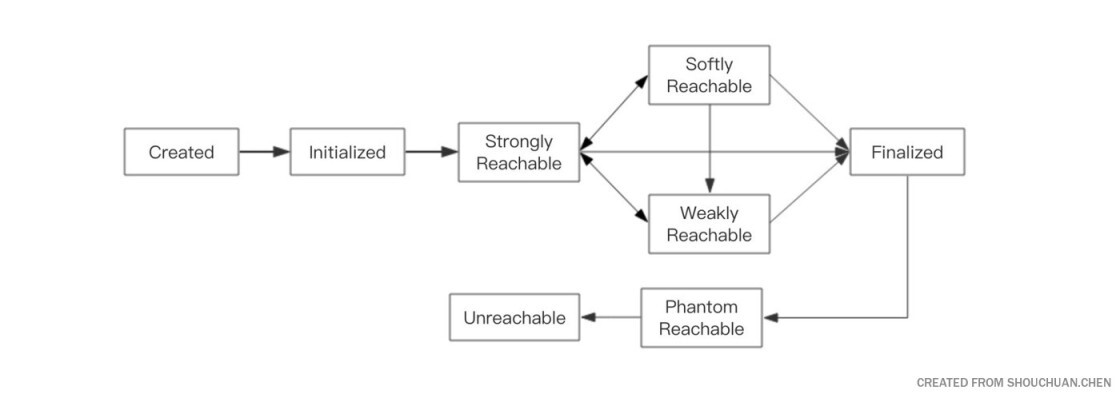 Softly
Reachable
Created
Initialized
Strongly
Reachable
Finalized
Weakly
Reachable
Unreachable
Phantom
Reachable
CREATED FROM SHOUCHUAN.CHEN